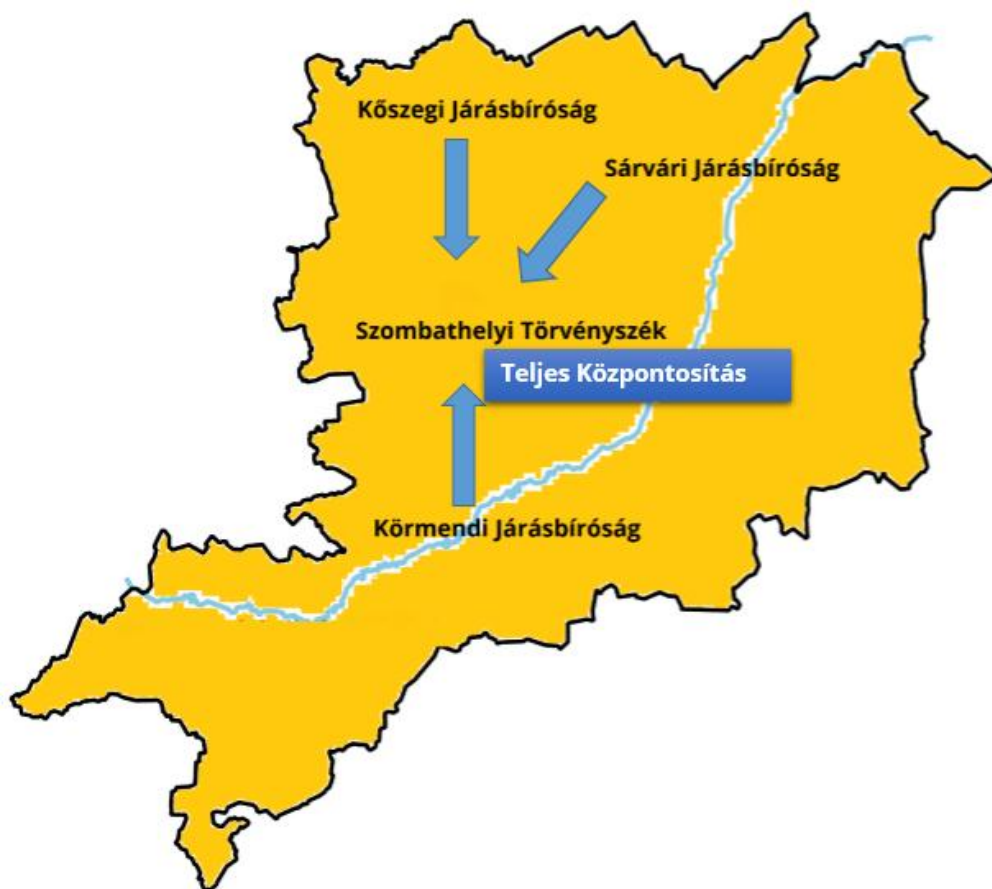 Kőszegi Járásbíróság
Sárvári Járásbíróság
Szombathelyi Törvényszék
Teljes Központosítás
Körmendi Járásbíróság